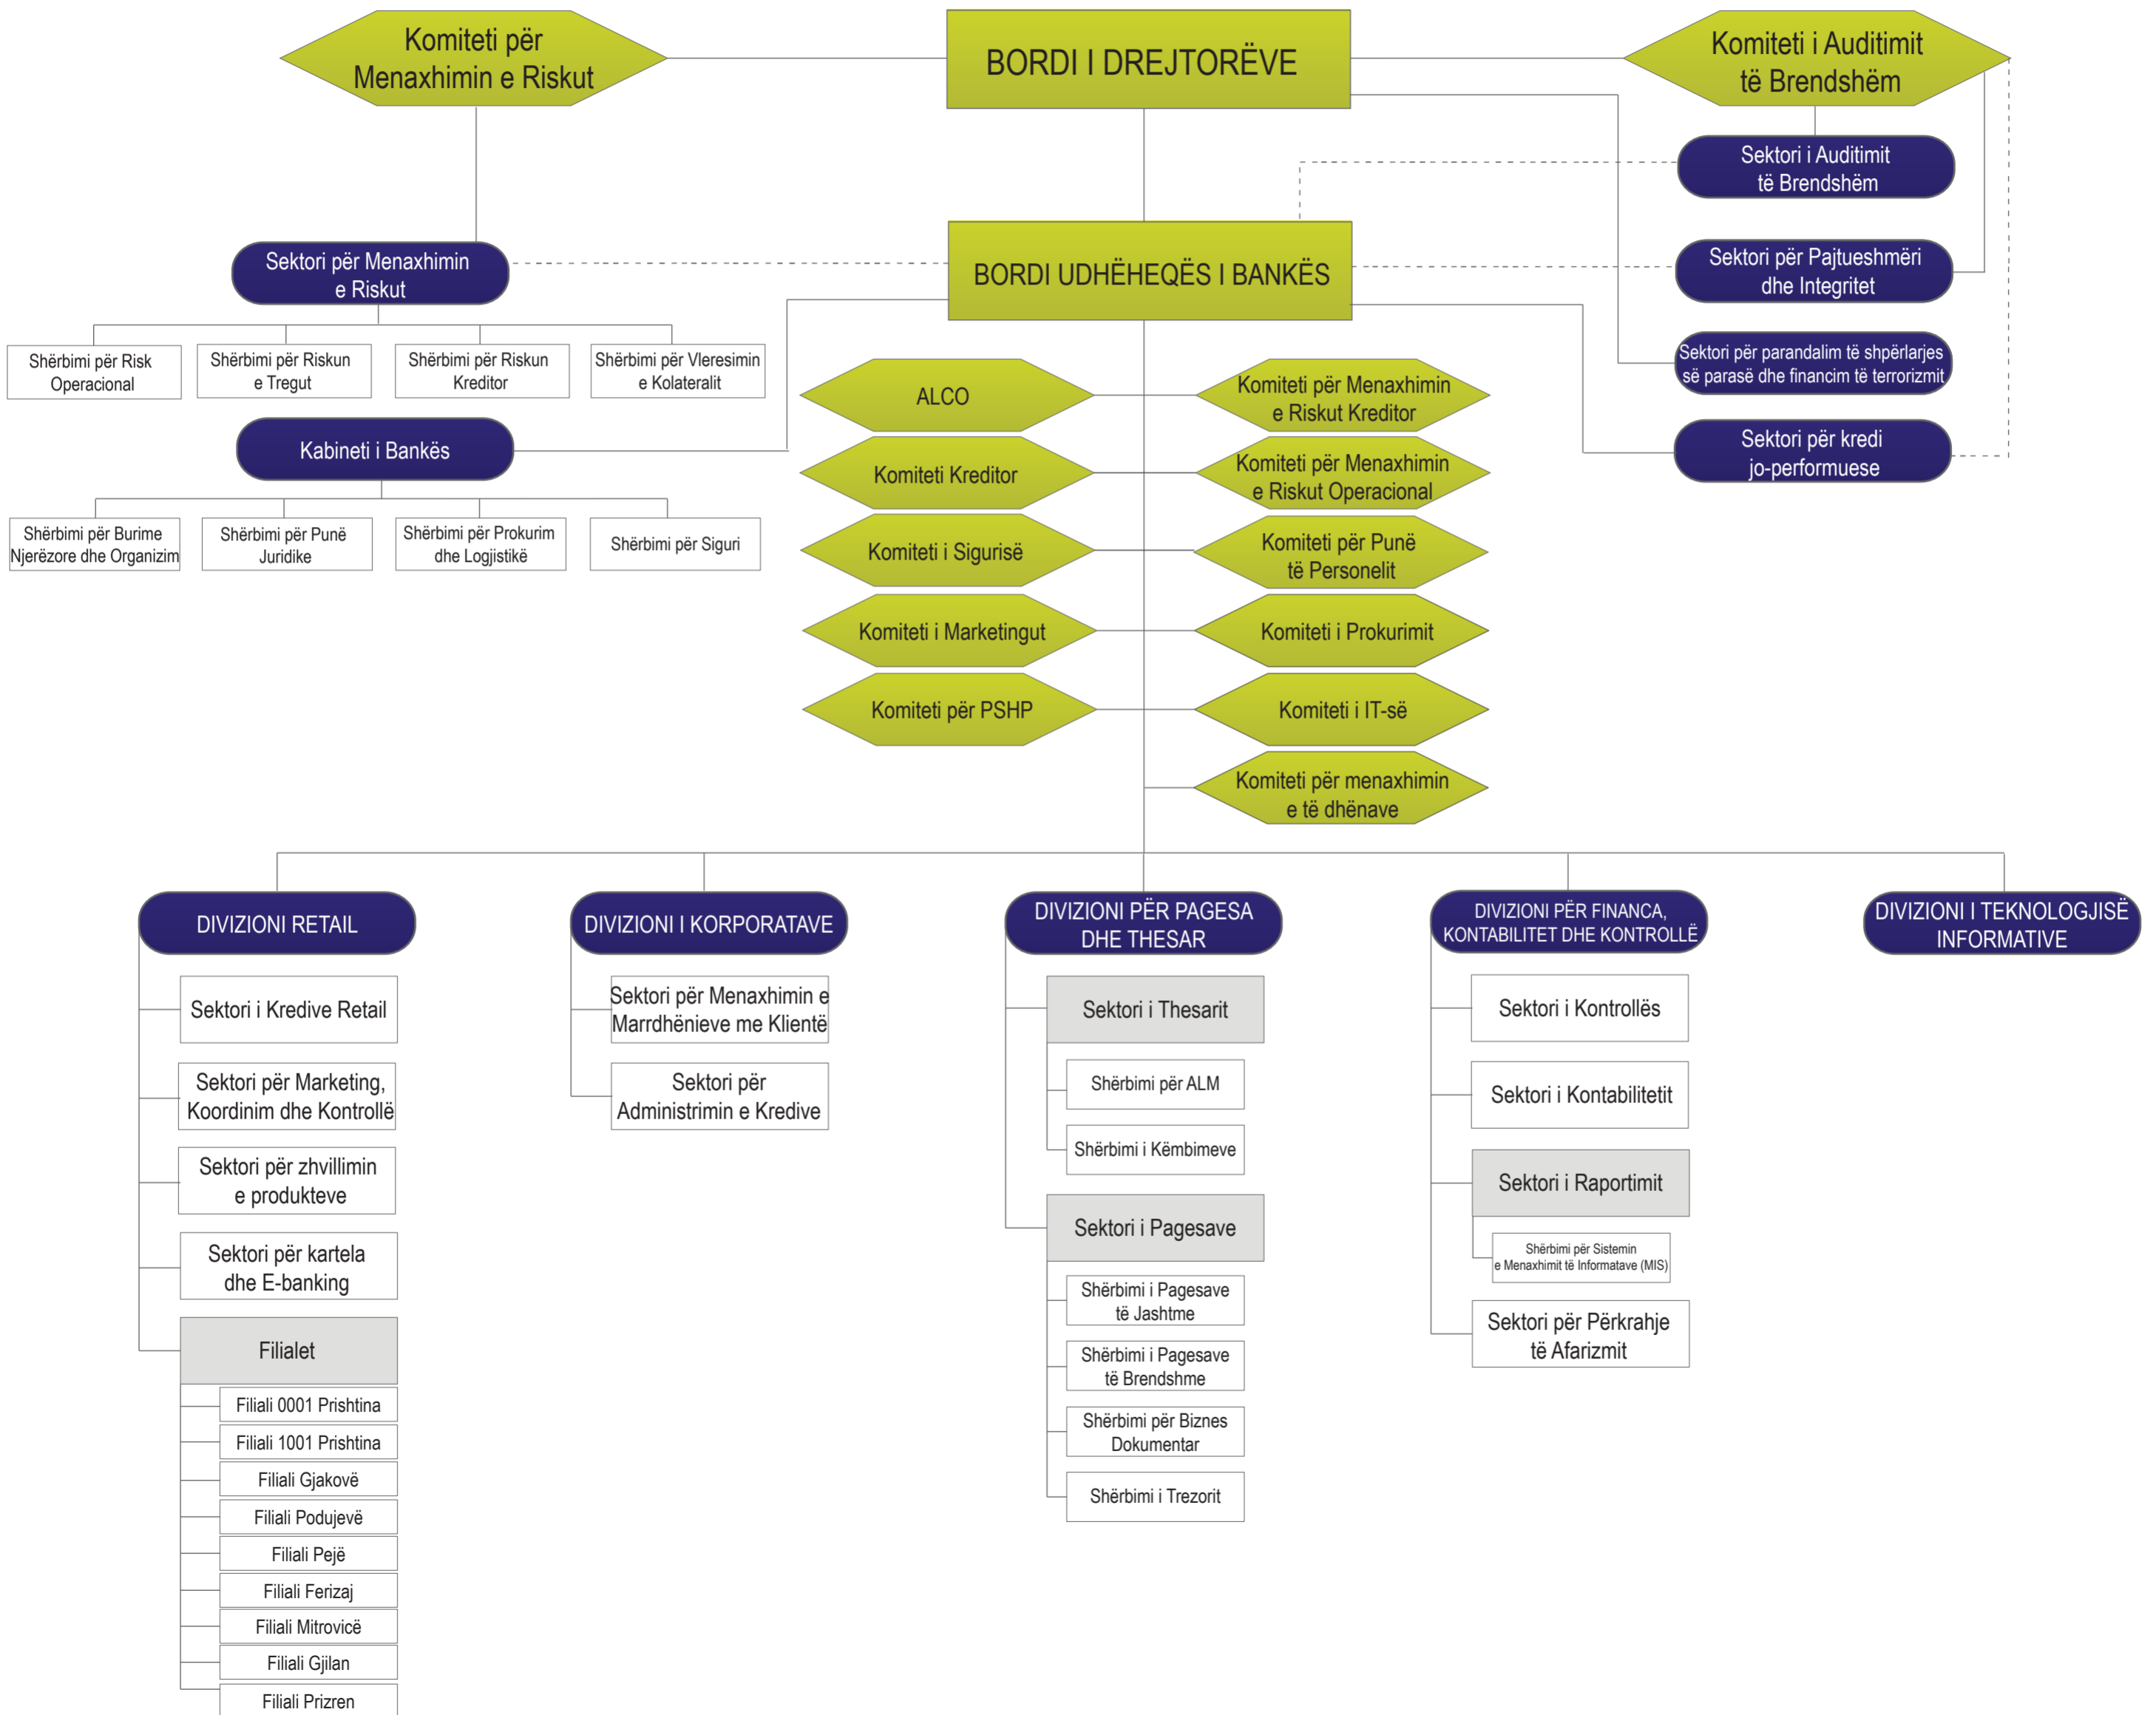 Komiteti për
Menaxhimin e Riskut
BORDI I DREJTORËVE
Komiteti i Auditimit
të Brendshëm
Sektori i Auditimit
të Brendshëm
Sektori për Menaxhimin
e Riskut
BORDI UDHËHEQËS I BANKËS
Sektori për Pajtueshmëri
dhe Integritet
Sektori për parandalim të shpërlarjes
së parasë dhe financim të terrorizmit
Sektori për kredi
jo-performuese
Shërbimi për Risk
Operacional
Shërbimi për Riskun
e Tregut
Shërbimi për Riskun
Kreditor
Shërbimi për Vleresimin
e Kolateralit
Kabineti i Bankës
Shërbimi për Burime
Njerëzore dhe Organizim
Shërbimi për Punë
Juridike
Shërbimi për Prokurim
dhe Logjistikë
Shërbimi për Siguri
ALCO
Komiteti për Menaxhimin
e Riskut Kreditor
Komiteti Kreditor
Komiteti për Menaxhimin
e Riskut Operacional
Komiteti i Sigurisë
Komiteti për Punë
të Personelit
Komiteti i Marketingut
Komiteti i Prokurimit
Komiteti për PSHP
Komiteti i IT-së
Komiteti për menaxhimin
e të dhënave
DIVIZIONI RETAIL
Sektori i Kredive Retail
Sektori për Marketing,
Koordinim dhe Kontrollë
Sektori për zhvillimin
e produkteve
Sektori për kartela
dhe E-banking
Filialet
Filiali 0001 Prishtina
Filiali 1001 Prishtina
Filiali Gjakovë
Filiali Podujevë
Filiali Pejë
Filiali Ferizaj
Filiali Mitrovicë
Filiali Gjilan
Filiali Prizren
DIVIZIONI I KORPORATAVE
Sektori për Menaxhimin e
Marrdhënieve me Klientë
Sektori për
Administrimin e Kredive
DIVIZIONI PËR PAGESA
DHE THESAR
Sektori i Thesarit
Shërbimi për ALM
Shërbimi i Këmbimeve
Sektori i Pagesave
Shërbimi i Pagesave
të Jashtme
Shërbimi i Pagesave
të Brendshme
Shërbimi për Biznes
Dokumentar
Shërbimi i Trezorit
DIVIZIONI PËR FINANCA,
KONTABILITET DHE KONTROLLË
Sektori i Kontrollës
Sektori i Kontabilitetit
Sektori i Raportimit
Shërbimi për Sistemin
e Menaxhimit të Informatave (MIS)
Sektori për Përkrahje
të Afarizmit
DIVIZIONI I TEKNOLOGJISË
INFORMATIVE